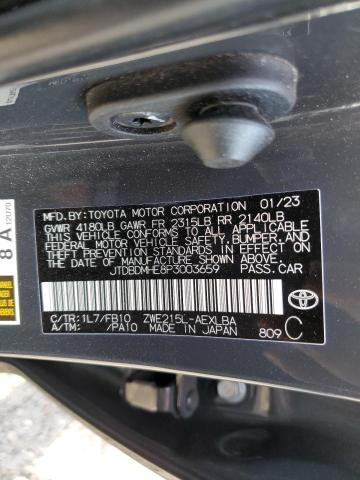 MFD. BY: TOYOTA MOTOR CORPORATION 01/23
GVWR 4180LB GAWR FR 2315LB RR 2140LB
THIS VEHICLE CONFORMS TO ALL APPLICABLE
FEDERAL MOTOR VEHICLE SAFETY, BUMPER, AND
THEFT PREVENTION STANDARDS IN EFFECT ON
THE DATE OF MANUFACTURE SHOWN ABOVE.
JTDBDMHE8P3003659 PASS.CAR
C/TR: 1L7/FB10 ZWE215L-AEXLBA
A/TM: /PA10 MADE IN JAPAN 809 C
8 A